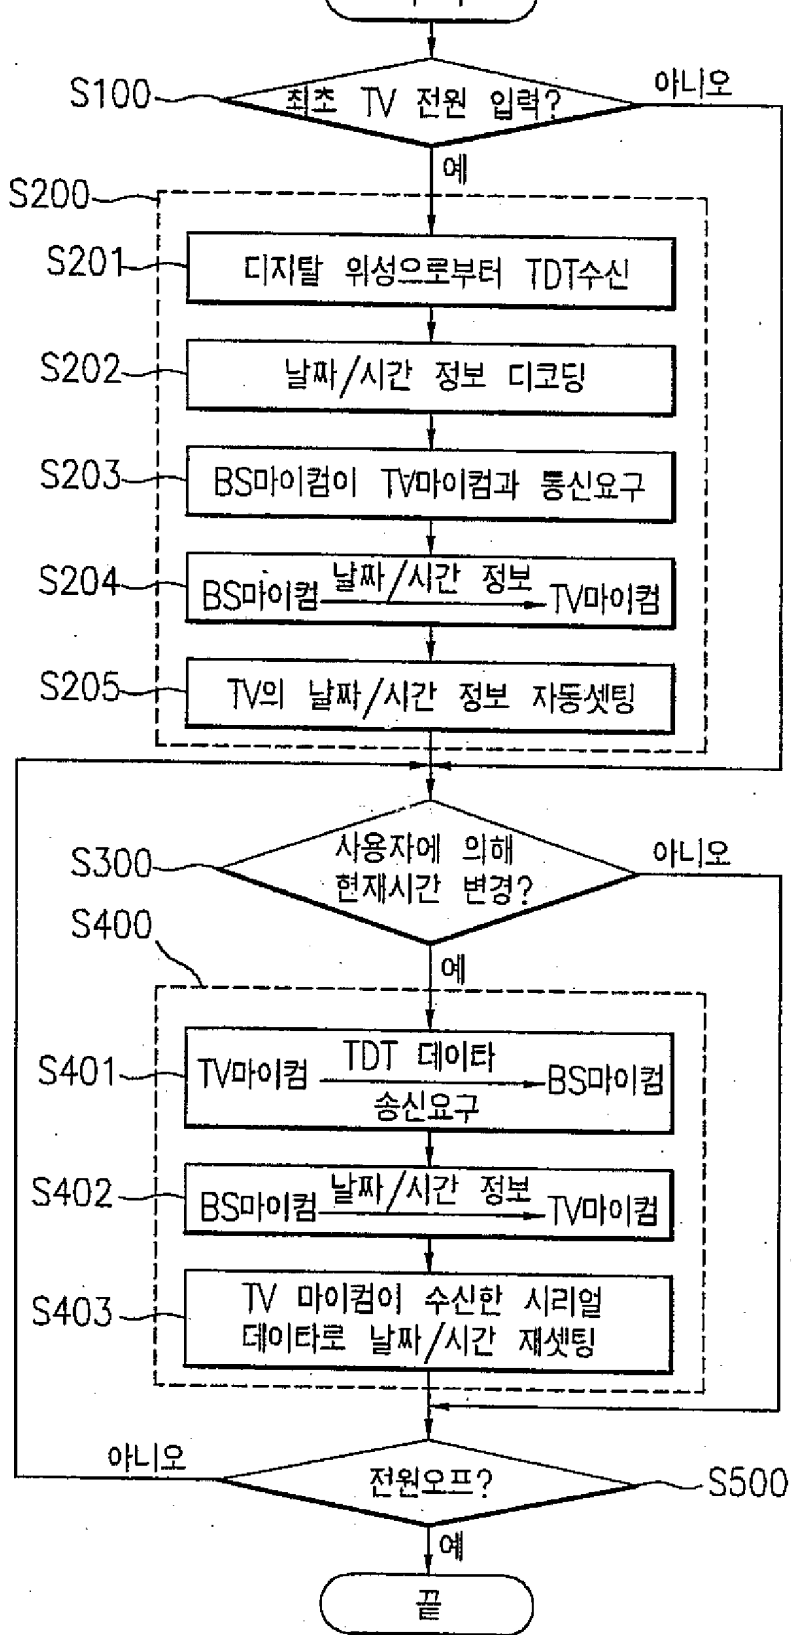 S100
최초 TV 전원 입력?
아니오
예
S200
S201
디지탈 위성으로부터 TDT수신
S202
날짜/시간 정보 디코딩
S203
BS마이컴이 TV마이컴과 통신요구
S204
날짜/시간 정보
BS마이컴 TV마이컴
S205
TV의 날짜/시간 정보 자동셋팅
S300
사용자에 의해
현재시간 변경?
아니오
예
S400
S401
TDT 데이타
TV마이컴 BS마이컴
송신요구
S402
날짜/시간 정보
BS마이컴 TV마이컴
S403
TV 마이컴이 수신한 시리얼
데이타로 날짜/시간 재셋팅
아니오
전원오프?
S500
예
끝